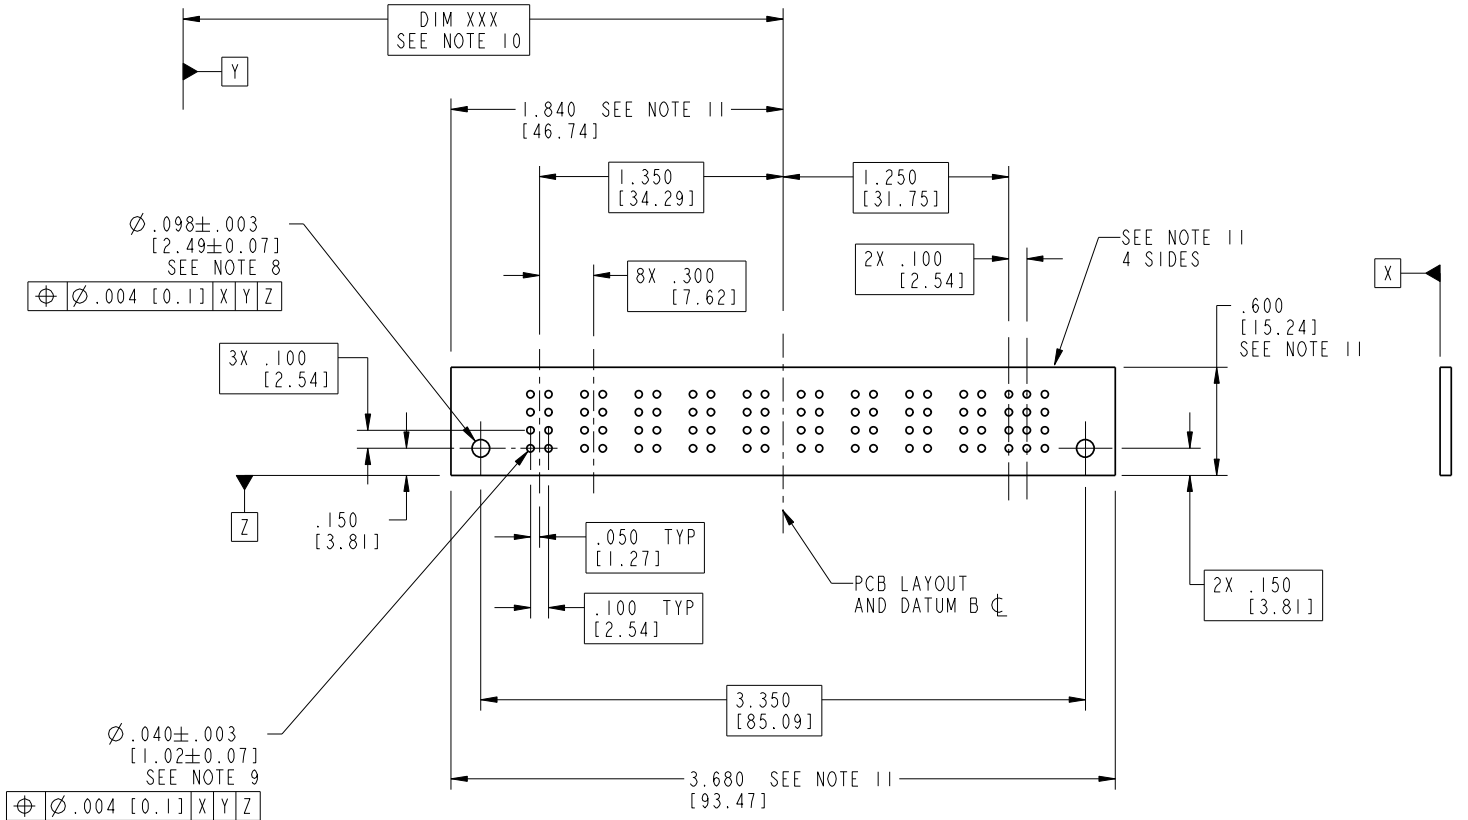 DIM XXX
SEE NOTE 10
Y
1.840 SEE NOTE 11
[46.74]
1.350
[34.29]
1.250
[31.75]
Ø.098±.003
[2.49±0.07]
SEE NOTE 8
⌖ Ø.004 [0.1] X Y Z
8X .300
[7.62]
2X .100
[2.54]
SEE NOTE 11
4 SIDES
X
.600
[15.24]
SEE NOTE 11
3X .100
[2.54]
Z
.150
[3.81]
.050 TYP
[1.27]
.100 TYP
[2.54]
PCB LAYOUT
AND DATUM B ℄
2X .150
[3.81]
3.350
[85.09]
Ø.040±.003
[1.02±0.07]
SEE NOTE 9
⌖ Ø.004 [0.1] X Y Z
3.680 SEE NOTE 11
[93.47]